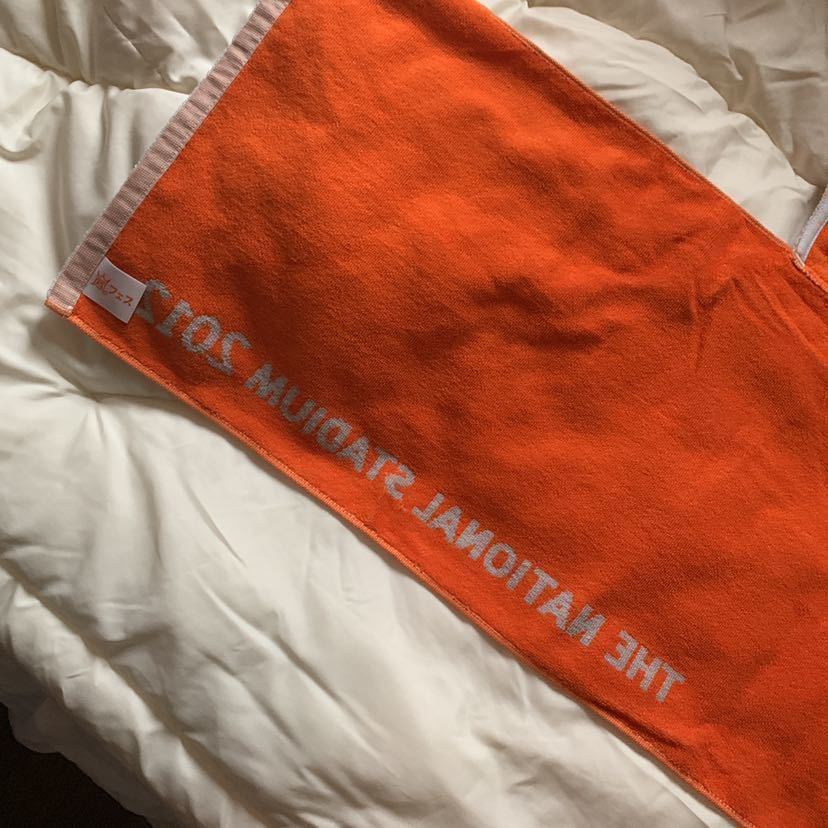 嵐フェス
THE NATIONAL STADIUM 2012